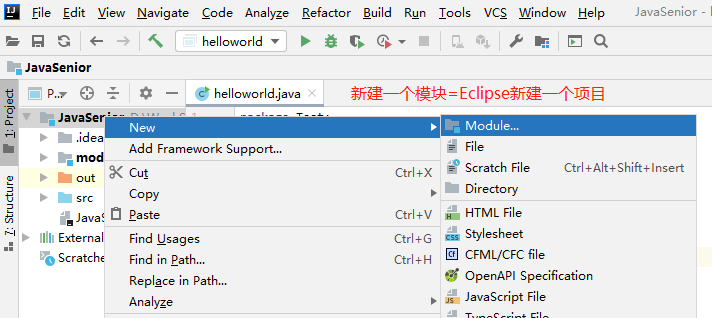 IJ File Edit View Navigate Code Analyze Refactor Build Run Tools VCS Window Help JavaSenior -
helloworld
JavaSenior
1: Project
P...
helloworld.java
新建一个模块=Eclipse新建一个项目
JavaSenior
.idea
mod
out
src
JavaS
External
Scratche
7: Structure
New
Add Framework Support...
Cut Ctrl+X
Copy
Paste Ctrl+V
Find Usages Ctrl+G
Find in Path... Ctrl+H
Replace in Path...
Analyze
Module...
File
Scratch File Ctrl+Alt+Shift+Insert
Directory
HTML File
Stylesheet
CFML/CFC file
OpenAPI Specification
JavaScript File
TypeScript File